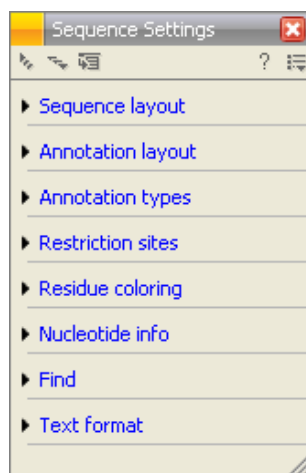 Sequence Settings
?
Sequence layout
Annotation layout
Annotation types
Restriction sites
Residue coloring
Nucleotide info
Find
Text format